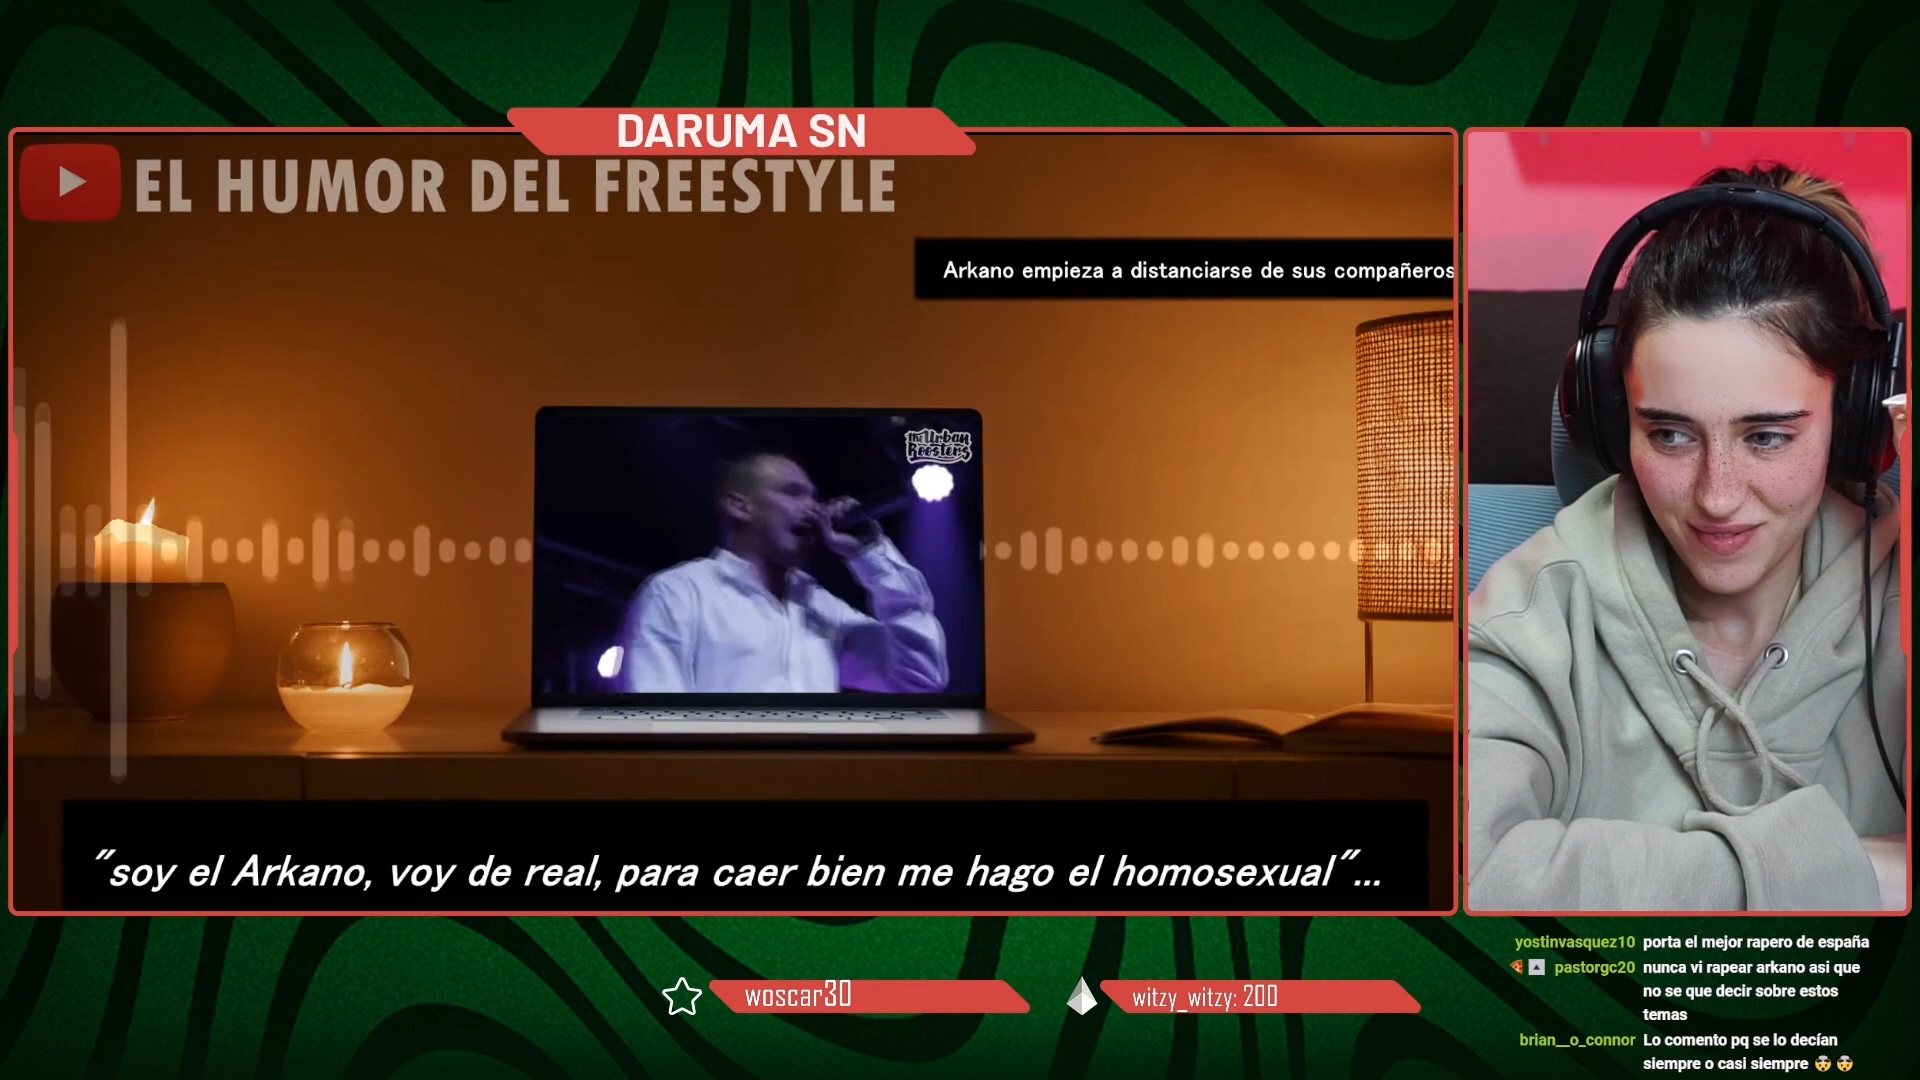 DARUMA SN
EL HUMOR DEL FREESTYLE
Arkano empieza a distanciarse de sus compañeros
the Urban
Roosters
"soy el Arkano, voy de real, para caer bien me hago el homosexual"...
woscar30
witzy_witzy: 200
yostinvasquez10 porta el mejor rapero de españa
pastorgc20 nunca vi rapear arkano asi que
no se que decir sobre estos
temas
brian__o_connor Lo comento pq se lo decían
siempre o casi siempre